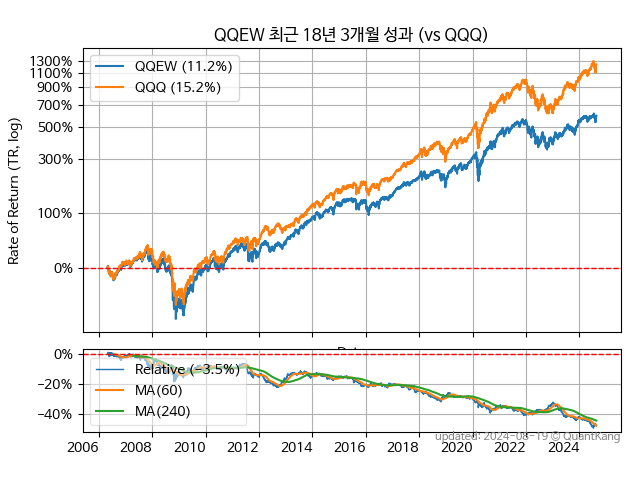 QQEW 최근 18년 3개월 성과 (vs QQQ)
1300%
1100%
900%
700%
500%
300%
100%
0%
Rate of Return (TR, log)
QQEW (11.2%)
QQQ (15.2%)
0%
−20%
−40%
Relative (−3.5%)
MA(60)
MA(240)
2006 2008 2010 2012 2014 2016 2018 2020 2022 2024
updated: 2024-08-19 © QuantKang